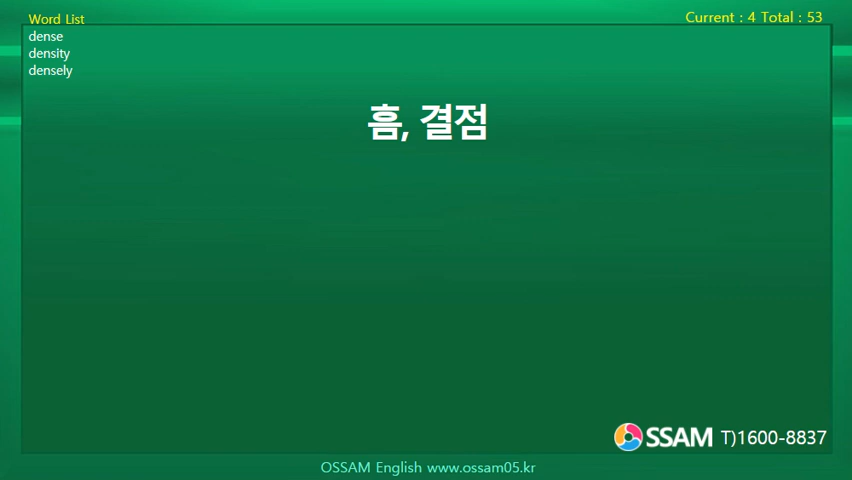 Word List
Current : 4 Total : 53
dense
density
densely
흠, 결점
SSAM T)1600-8837
OSSAM English www.ossam05.kr